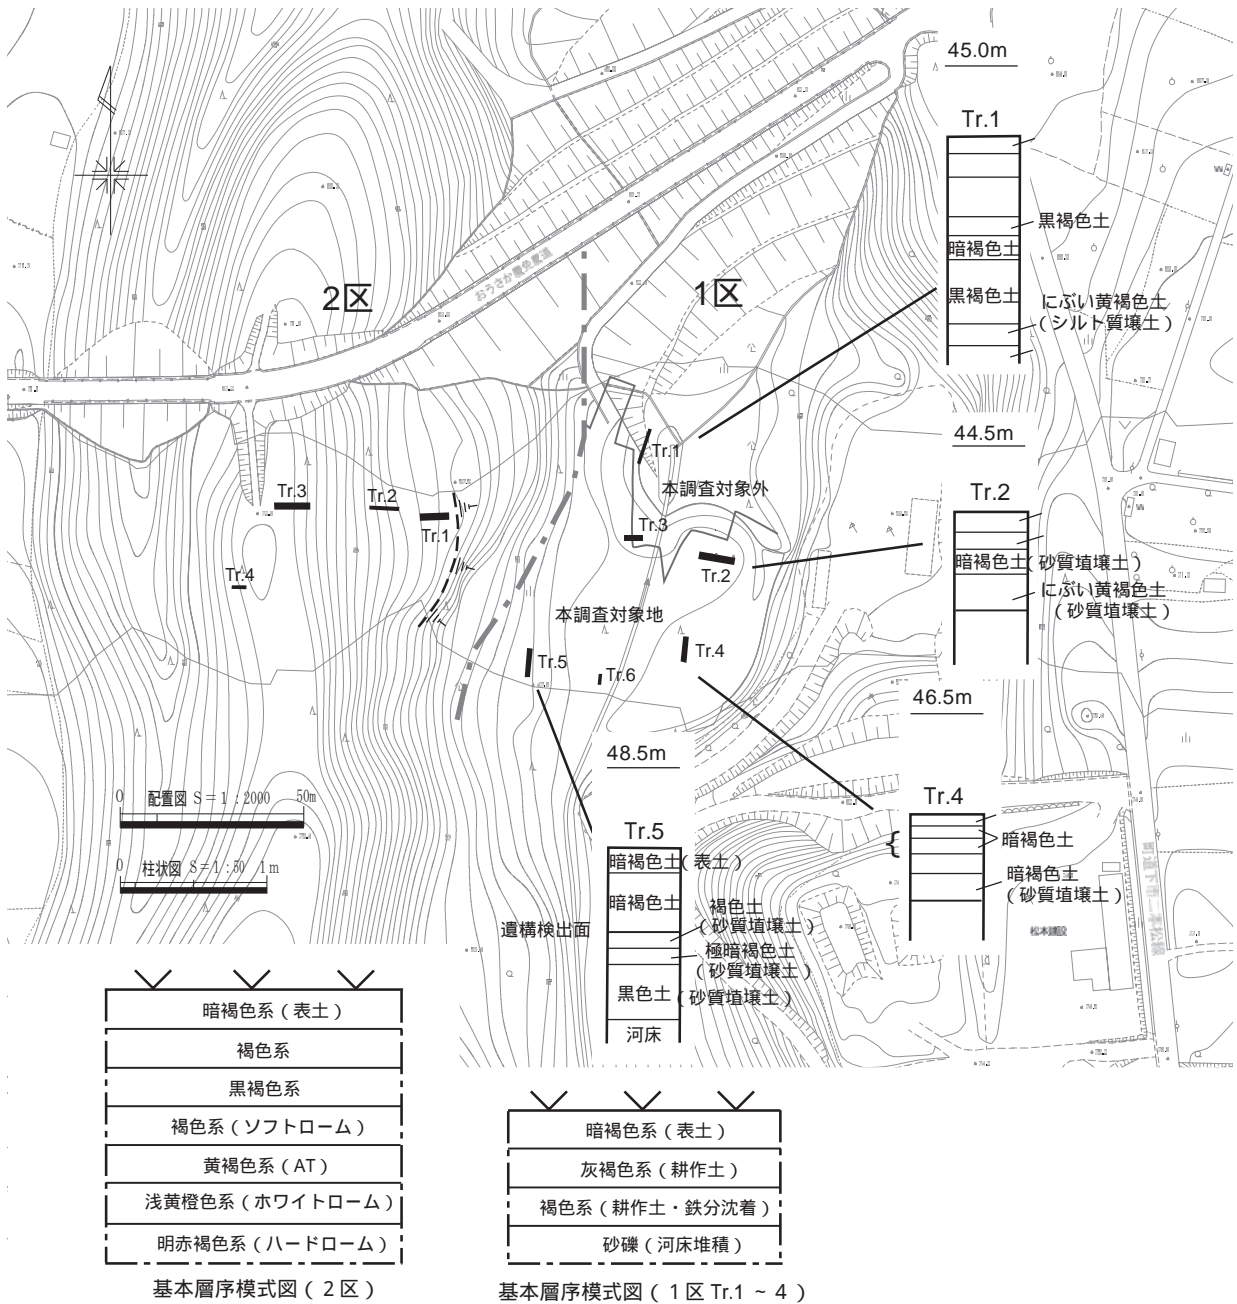 45.0m
Tr.1
黒褐色土
暗褐色土
黒褐色土
にぶい黄褐色土
(シルト質壌土)
2区
1区
おうさか
Tr.1
本調査対象外
Tr.3
Tr.2
Tr.1
Tr.3
Tr.2
Tr.4
本調査対象地
Tr.5
Tr.6
Tr.4
44.5m
Tr.2
暗褐色土(砂質埴壌土)
にぶい黄褐色土
(砂質埴壌土)
46.5m
Tr.4
暗褐色土
暗褐色土
(砂質埴壌土)
松本建設
48.5m
Tr.5
暗褐色土(表土)
暗褐色土
褐色土
(砂質埴壌土)
遺構検出面
極暗褐色土
(砂質埴壌土)
黒色土(砂質埴壌土)
河床
0 配置図 S=1:2000 50m
0 柱状図 S=1:50 1m
暗褐色系(表土)
褐色系
黒褐色系
褐色系(ソフトローム)
黄褐色系(AT)
浅黄橙色系(ホワイトローム)
明赤褐色系(ハードローム)
基本層序模式図(2区)
暗褐色系(表土)
灰褐色系(耕作土)
褐色系(耕作土・鉄分沈着)
砂礫(河床堆積)
基本層序模式図(1区 Tr.1 ~ 4)